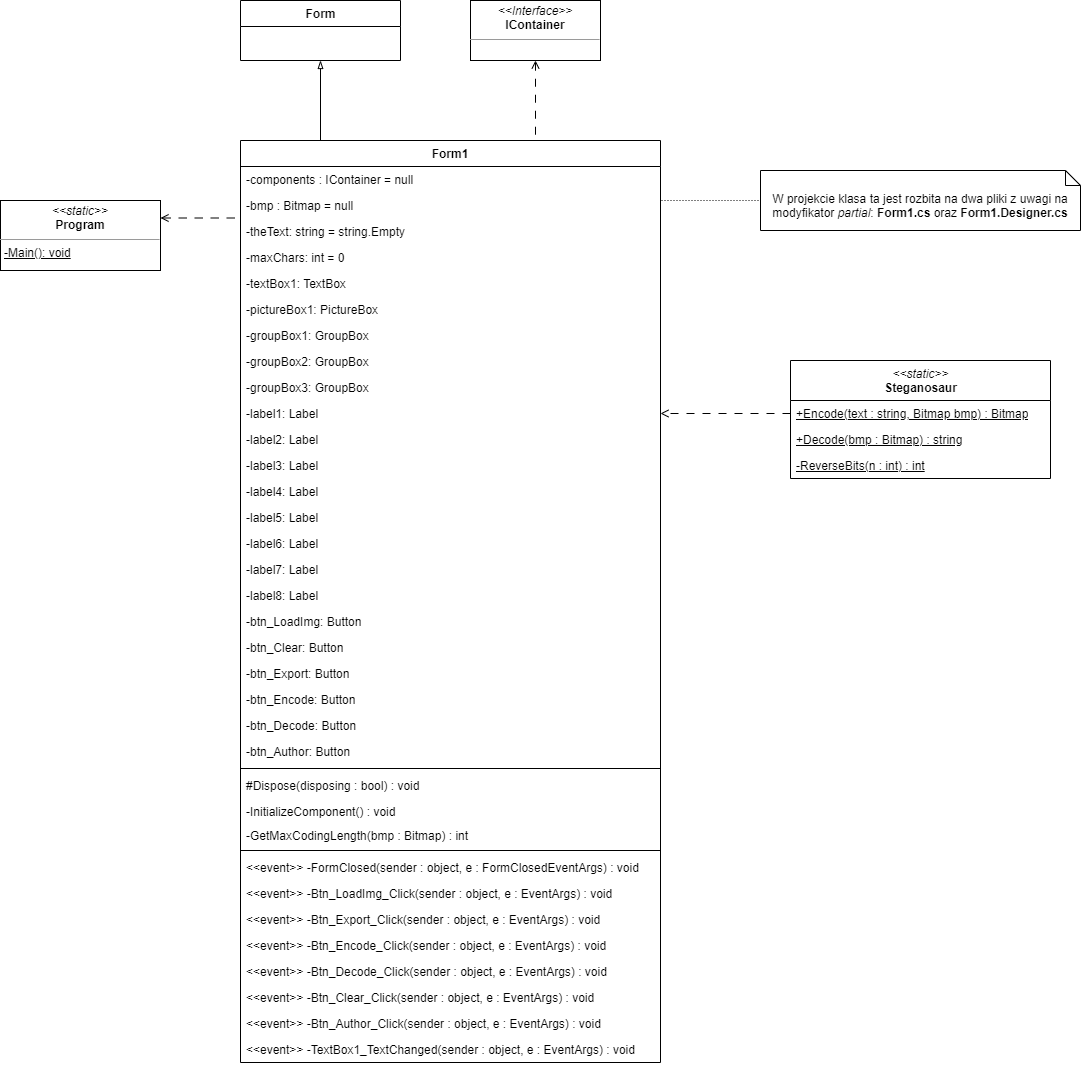 Form
<<Interface>>
IContainer
Form1
-components : IContainer = null
-bmp : Bitmap = null
-theText: string = string.Empty
-maxChars: int = 0
-textBox1: TextBox
-pictureBox1: PictureBox
-groupBox1: GroupBox
-groupBox2: GroupBox
-groupBox3: GroupBox
-label1: Label
-label2: Label
-label3: Label
-label4: Label
-label5: Label
-label6: Label
-label7: Label
-label8: Label
-btn_LoadImg: Button
-btn_Clear: Button
-btn_Export: Button
-btn_Encode: Button
-btn_Decode: Button
-btn_Author: Button
#Dispose(disposing : bool) : void
-InitializeComponent() : void
-GetMaxCodingLength(bmp : Bitmap) : int
<<event>> -FormClosed(sender : object, e : FormClosedEventArgs) : void
<<event>> -Btn_LoadImg_Click(sender : object, e : EventArgs) : void
<<event>> -Btn_Export_Click(sender : object, e : EventArgs) : void
<<event>> -Btn_Encode_Click(sender : object, e : EventArgs) : void
<<event>> -Btn_Decode_Click(sender : object, e : EventArgs) : void
<<event>> -Btn_Clear_Click(sender : object, e : EventArgs) : void
<<event>> -Btn_Author_Click(sender : object, e : EventArgs) : void
<<event>> -TextBox1_TextChanged(sender : object, e : EventArgs) : void
<<static>>
Program
-Main(): void
W projekcie klasa ta jest rozbita na dwa pliki z uwagi na
modyfikator partial: Form1.cs oraz Form1.Designer.cs
<<static>>
Steganosaur
+Encode(text : string, Bitmap bmp) : Bitmap
+Decode(bmp : Bitmap) : string
-ReverseBits(n : int) : int